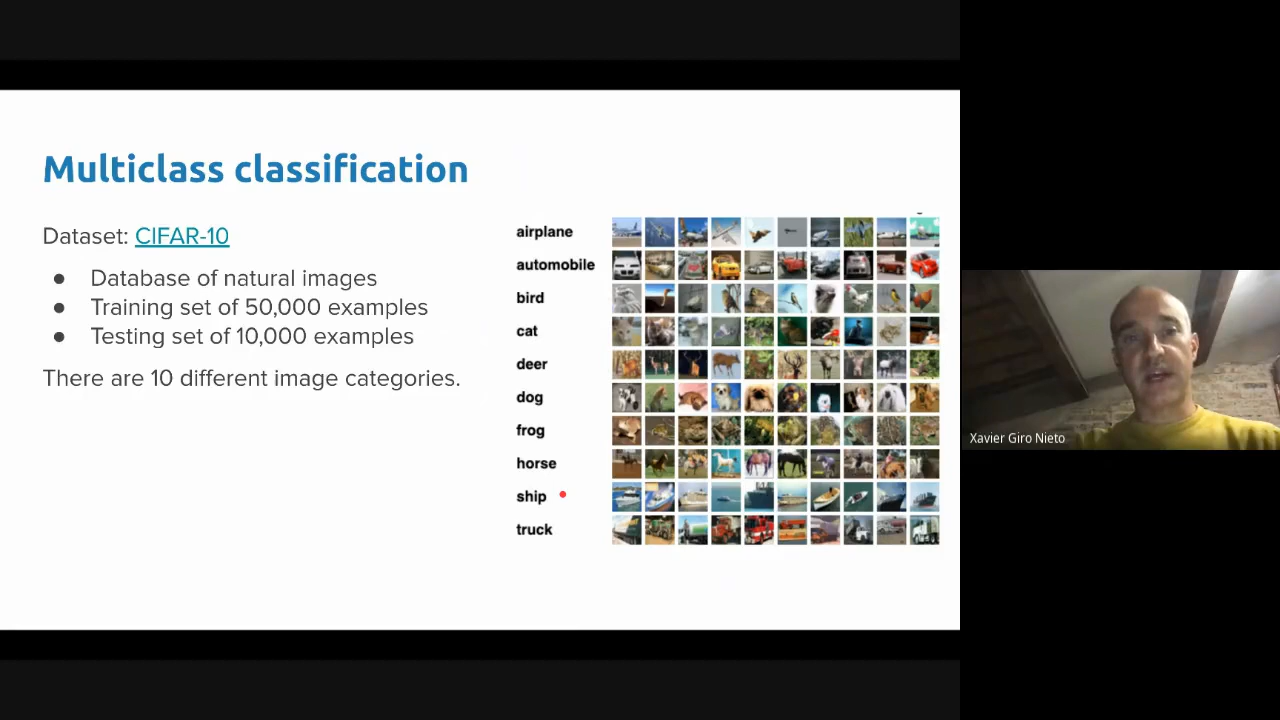 Multiclass classification
Dataset: CIFAR-10
● Database of natural images
● Training set of 50,000 examples
● Testing set of 10,000 examples
There are 10 different image categories.
airplane
automobile
bird
cat
deer
dog
frog
horse
ship
truck
Xavier Giro Nieto